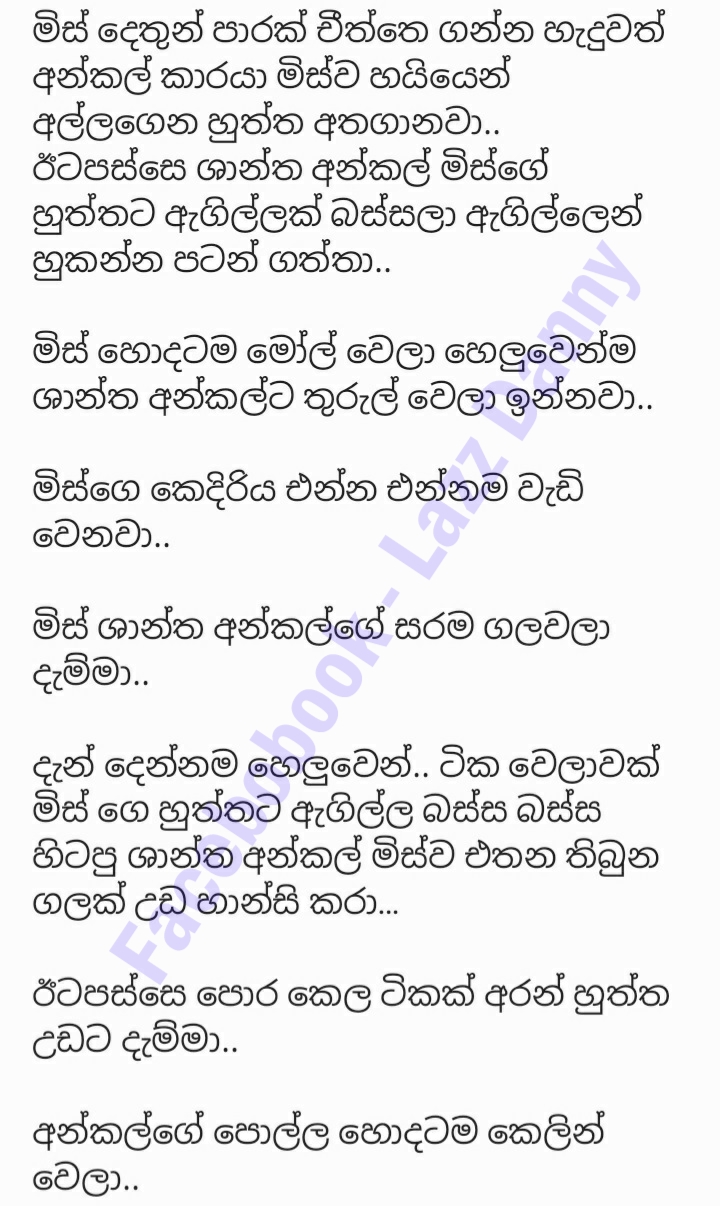 මිස් දෙතුන් පාරක් චීත්තෙ ගන්න හැදුවත්
අන්කල් කාරයා මිස්ව හයියෙන්
අල්ලගෙන හුත්ත අතගානවා..
ඊටපස්සෙ ශාන්ත අන්කල් මිස්ගේ
හුත්තට ඇගිල්ලක් බස්සලා ඇගිල්ලෙන්
හුකන්න පටන් ගත්තා..
මිස් හොදටම මෝල් වෙලා හෙලුවෙන්ම
ශාන්ත අන්කල්ට තුරුල් වෙලා ඉන්නවා..
මිස්ගෙ කෙදිරිය එන්න එන්නම වැඩි
වෙනවා..
මිස් ශාන්ත අන්කල්ගේ සරම ගලවලා
දැම්මා..
දැන් දෙන්නම හෙලුවෙන්.. ටික වෙලාවක්
මිස් ගෙ හුත්තට ඇගිල්ල බස්ස බස්ස
හිටපු ශාන්ත අන්කල් මිස්ව එතන තිබුන
ගලක් උඩ හාන්සි කරා...
ඊටපස්සෙ පොර කෙල ටිකක් අරන් හුත්ත
උඩට දැම්මා..
අන්කල්ගේ පොල්ල හොදටම කෙලින්
වෙලා..
Facebobook - Lazz Danny